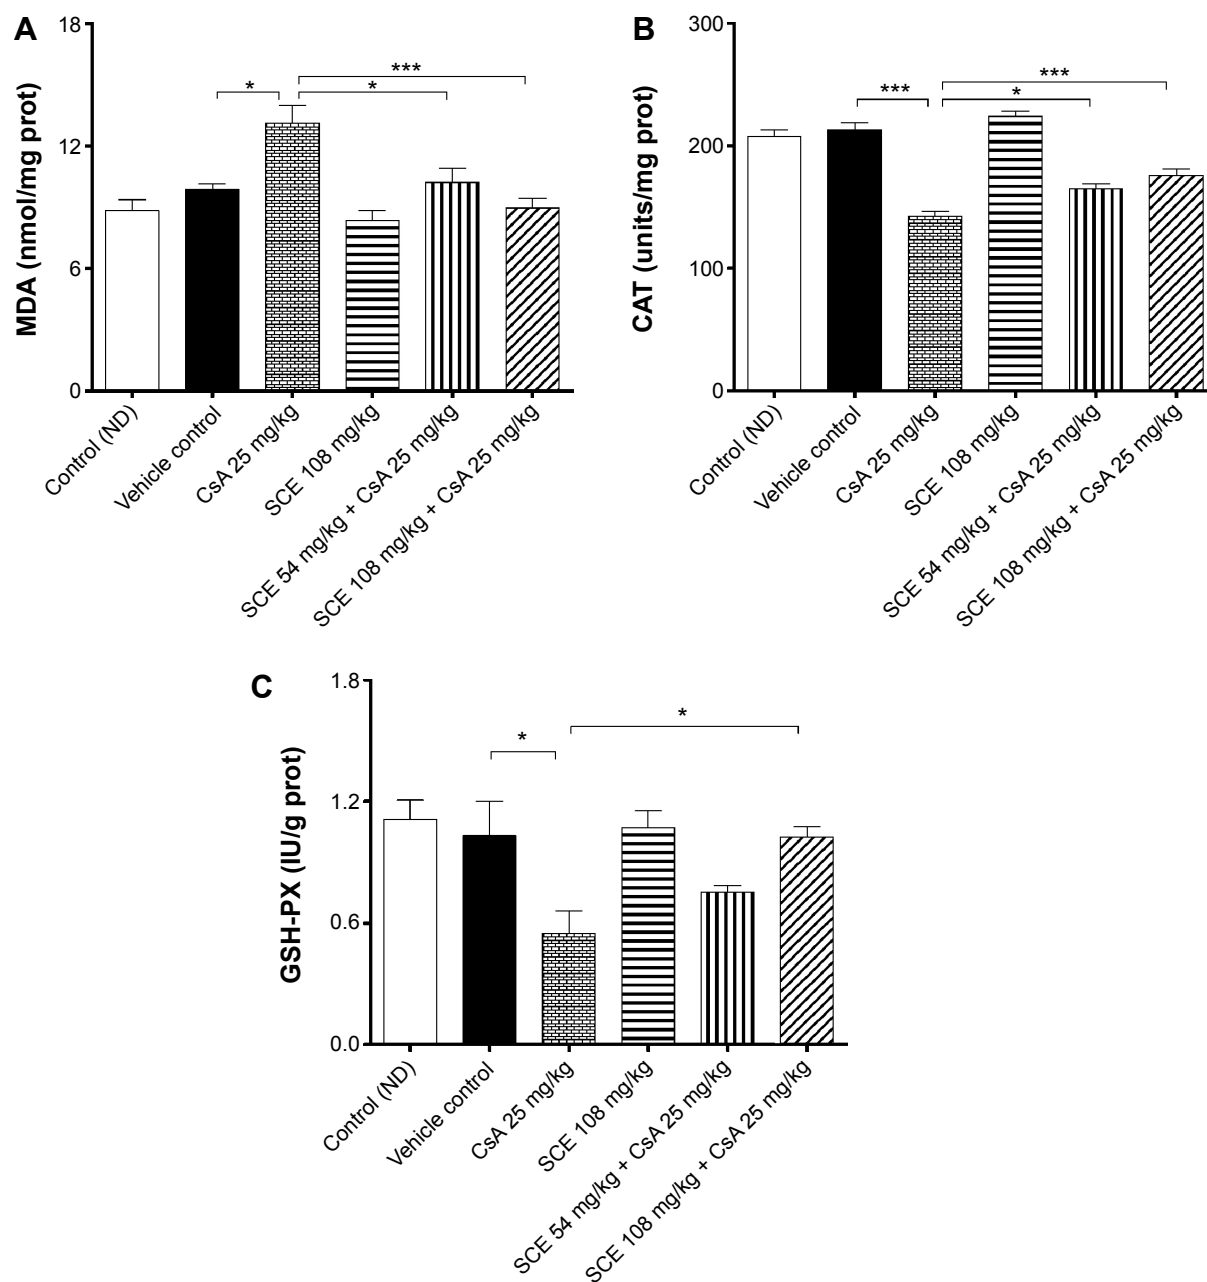 A
MDA (nmol/mg prot)
18
12
6
0
*
*
***
Control (ND)
Vehicle control
CsA 25 mg/kg
SCE 108 mg/kg
SCE 54 mg/kg + CsA 25 mg/kg
SCE 108 mg/kg + CsA 25 mg/kg
B
CAT (units/mg prot)
300
200
100
0
***
*
***
Control (ND)
Vehicle control
CsA 25 mg/kg
SCE 108 mg/kg
SCE 54 mg/kg + CsA 25 mg/kg
SCE 108 mg/kg + CsA 25 mg/kg
C
GSH-PX (IU/g prot)
1.8
1.2
0.6
0.0
*
*
Control (ND)
Vehicle control
CsA 25 mg/kg
SCE 108 mg/kg
SCE 54 mg/kg + CsA 25 mg/kg
SCE 108 mg/kg + CsA 25 mg/kg